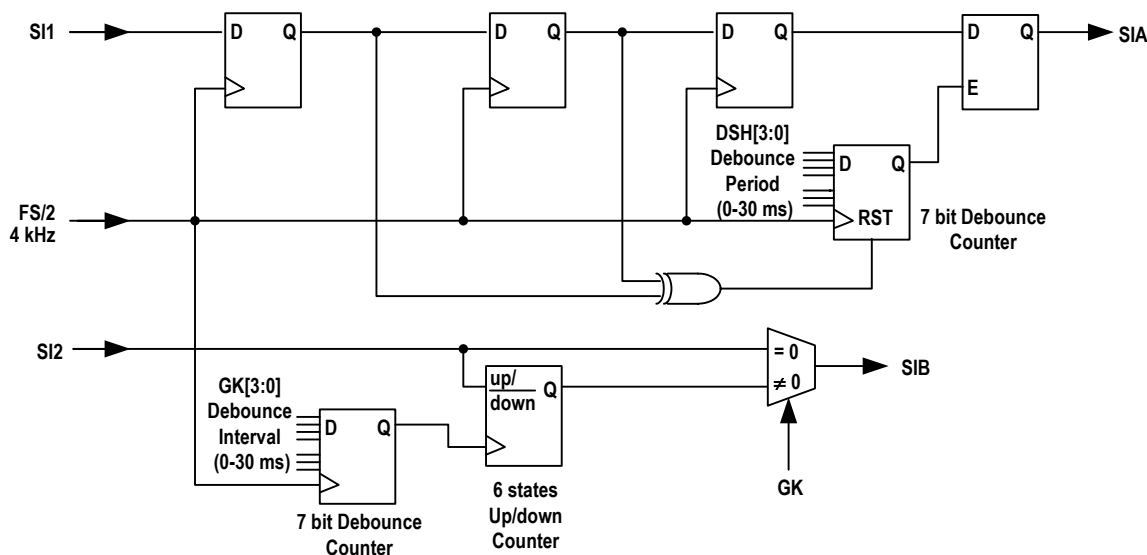 SI1
D Q
D Q
D Q
D Q
E
SIA
DSH[3:0]
Debounce
Period
(0-30 ms)
D Q
RST
7 bit Debounce
Counter
FS/2
4 kHz
SI2
= 0
≠ 0
SIB
GK
GK[3:0]
Debounce
Interval
(0-30 ms)
D Q
7 bit Debounce
Counter
up/
down
Q
6 states
Up/down
Counter